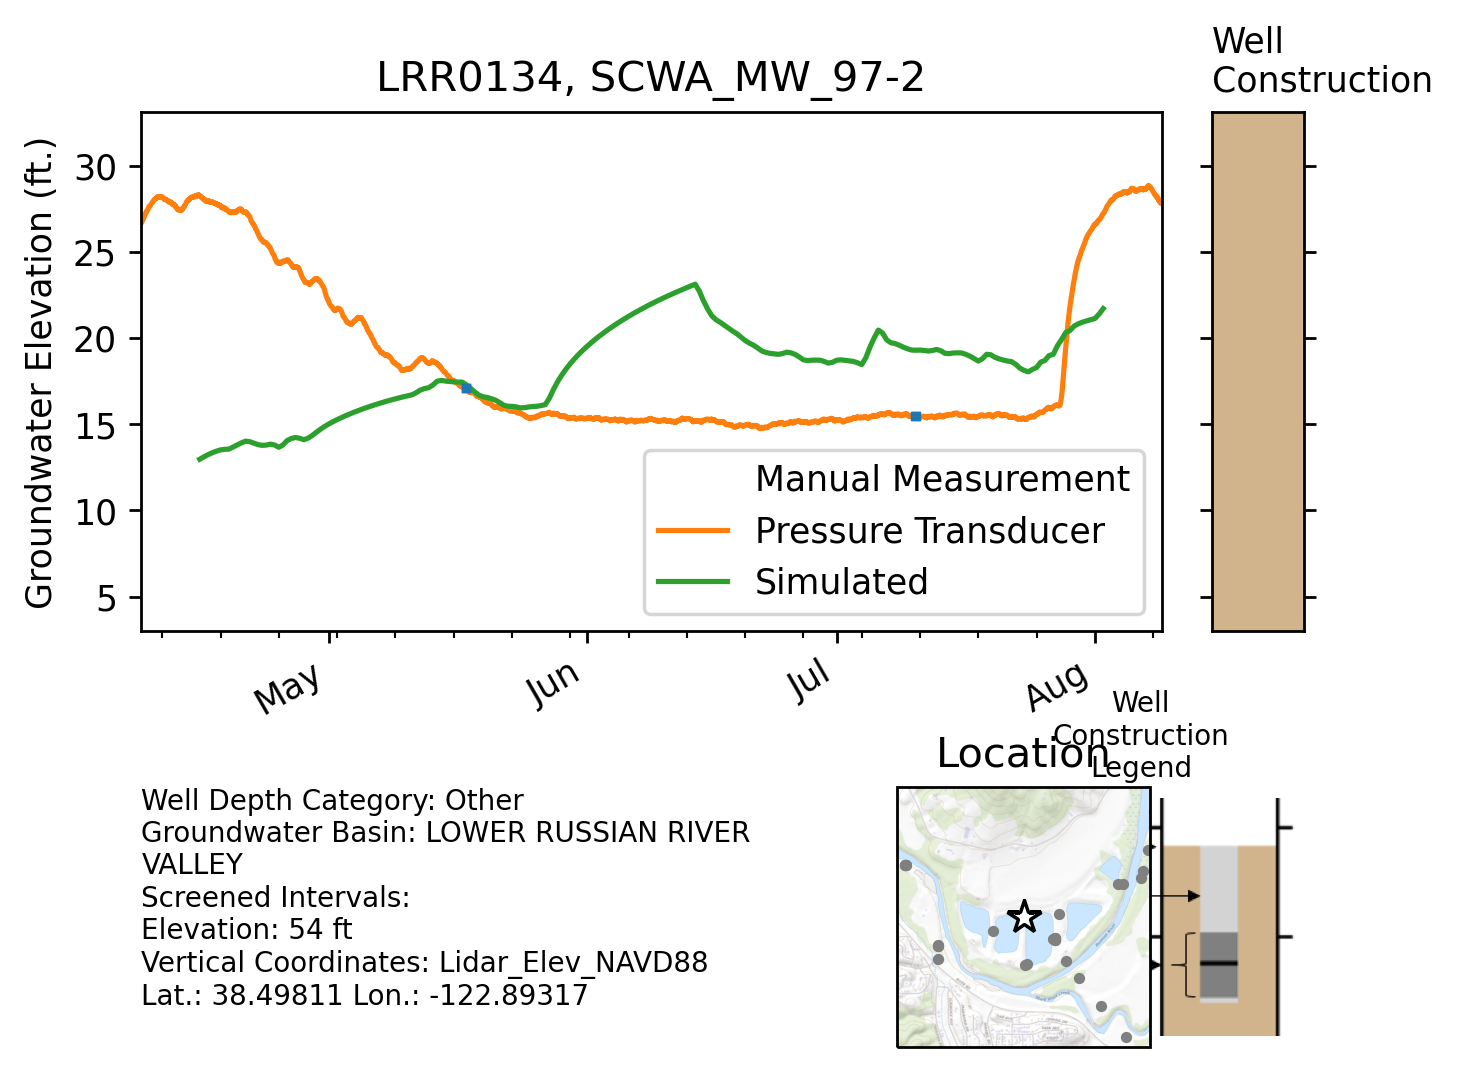 Well
Construction
LRR0134, SCWA_MW_97-2
Groundwater Elevation (ft.)
30
25
20
15
10
5
Manual Measurement
Pressure Transducer
Simulated
May
Jun
Jul
Aug
Well
Construction
Legend
Location
Well Depth Category: Other
Groundwater Basin: LOWER RUSSIAN RIVER
VALLEY
Screened Intervals:
Elevation: 54 ft
Vertical Coordinates: Lidar_Elev_NAVD88
Lat.: 38.49811 Lon.: -122.89317